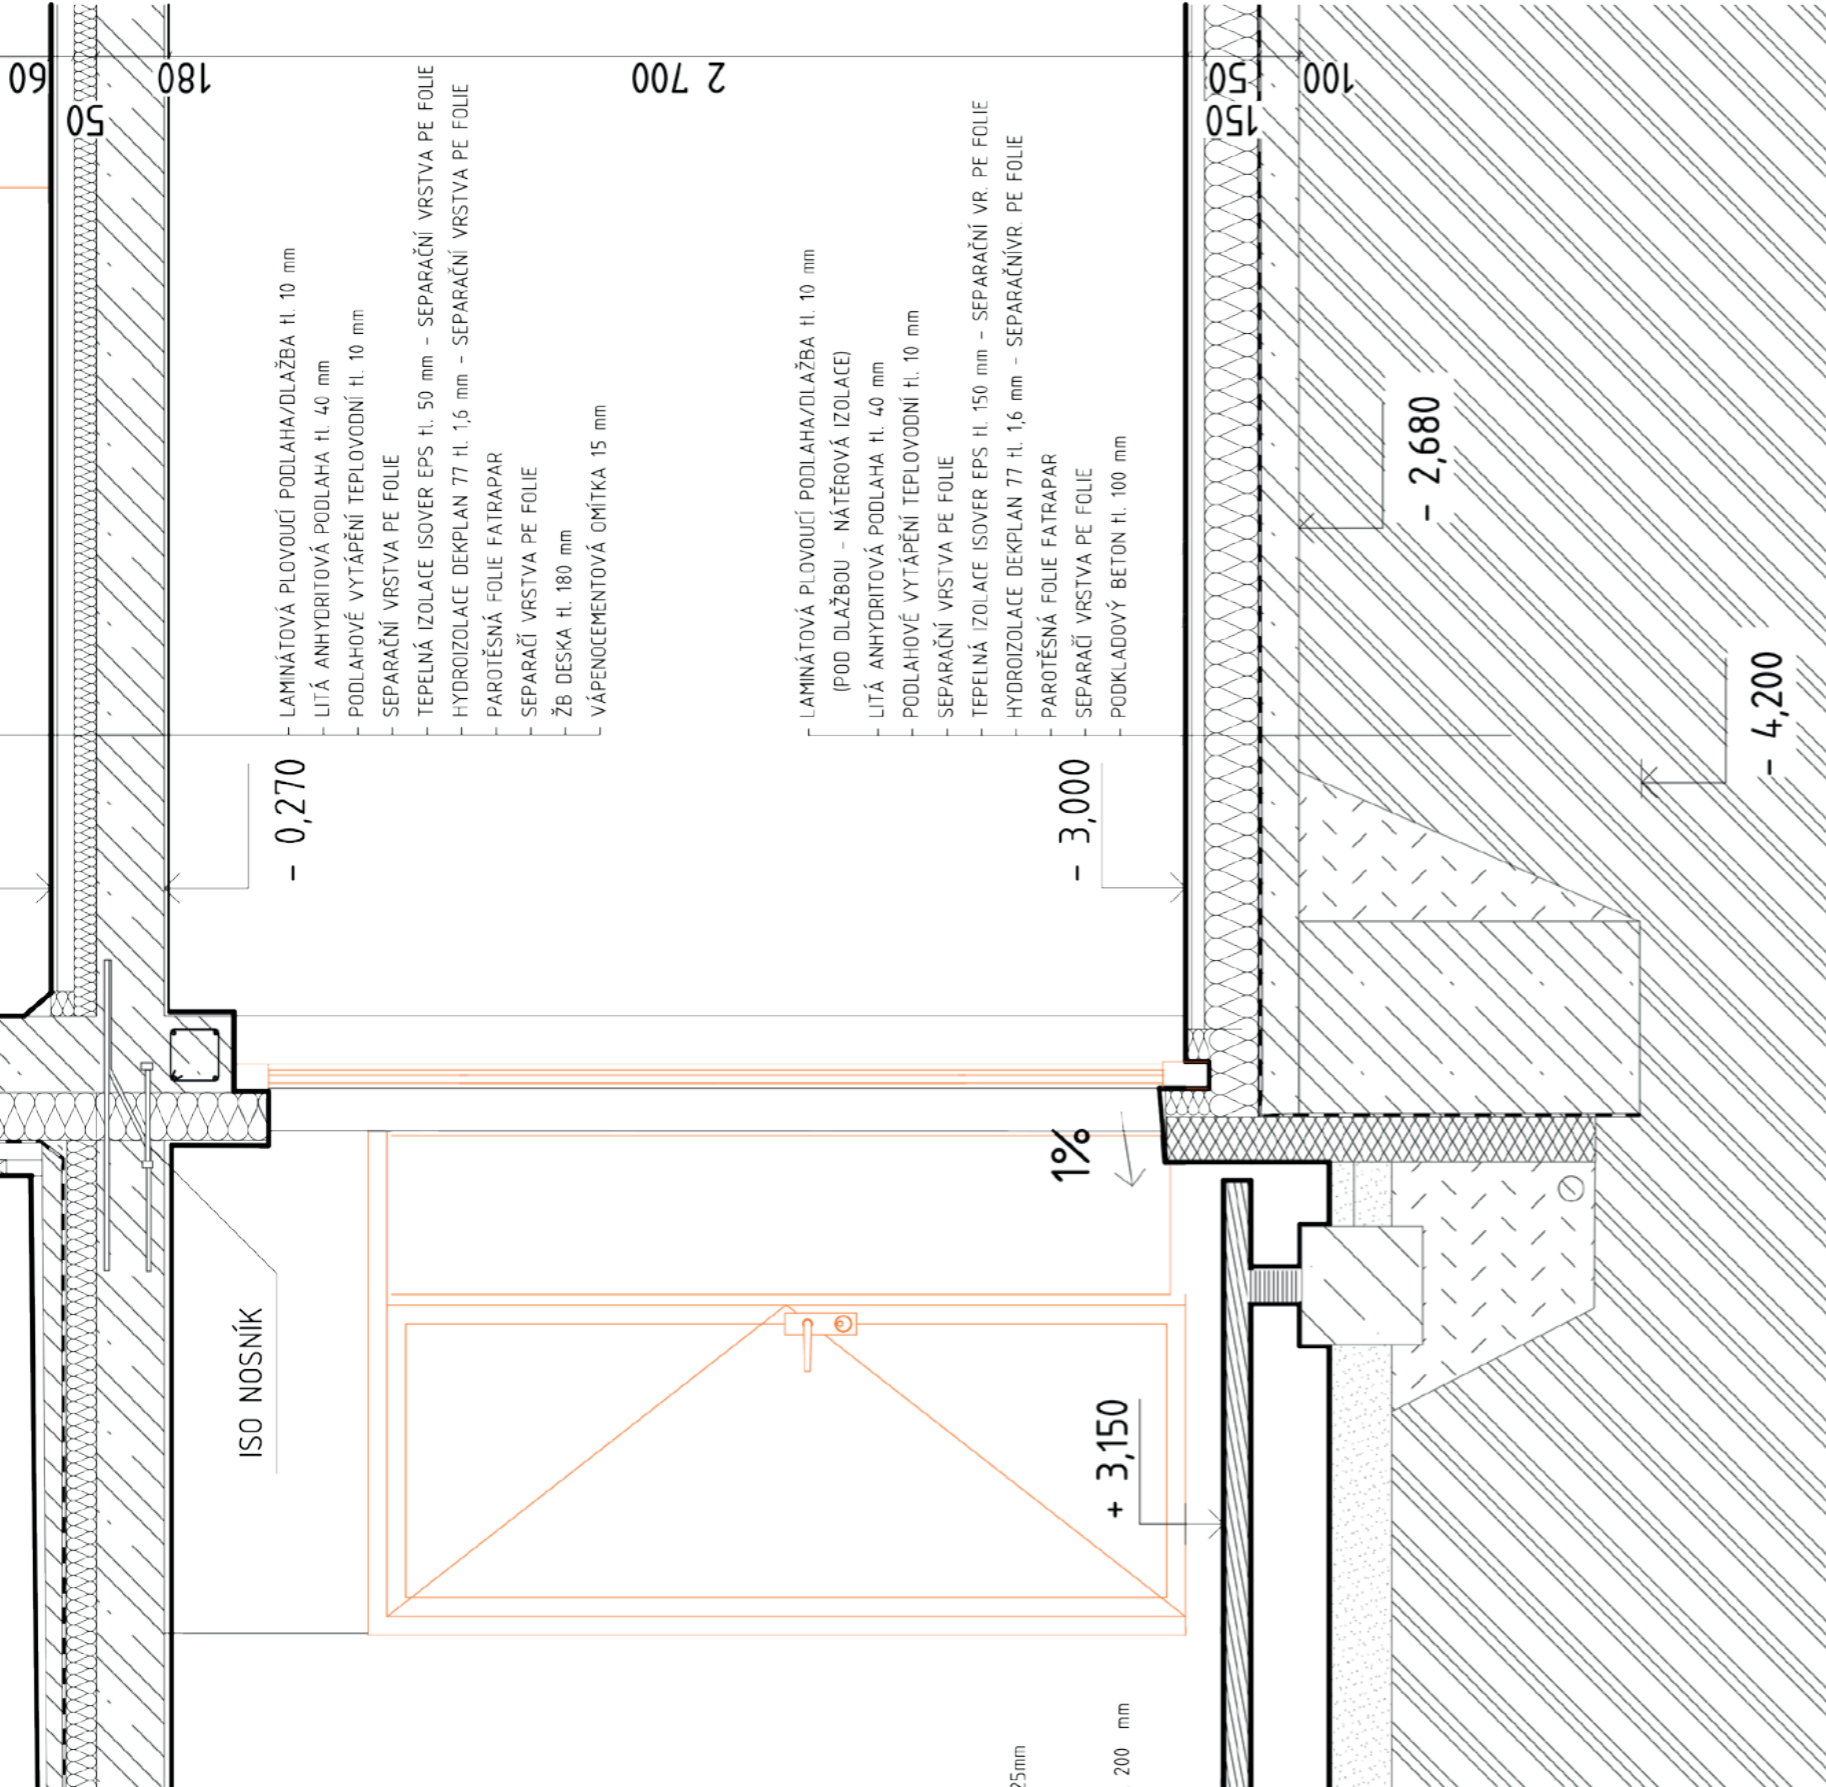 60
50
180
2 700
50
150
100
LAMINÁTOVÁ PLOVOUCÍ PODLAHA/DLAŽBA tl. 10 mm
LITÁ ANHYDRITOVÁ PODLAHA tl. 40 mm
PODLAHOVÉ VYTÁPĚNÍ TEPLOVODNÍ tl. 10 mm
SEPARAČNÍ VRSTVA PE FOLIE
TEPELNÁ IZOLACE ISOVER EPS tl. 50 mm - SEPARAČNÍ VRSTVA PE FOLIE
HYDROIZOLACE DEKPLAN 77 tl. 1,6 mm - SEPARAČNÍ VRSTVA PE FOLIE
PAROTĚSNÁ FOLIE FATRAPAR
SEPARAČÍ VRSTVA PE FOLIE
ŽB DESKA tl. 180 mm
VÁPENOCEMENTOVÁ OMÍTKA 15 mm
LAMINÁTOVÁ PLOVOUCÍ PODLAHA/DLAŽBA tl. 10 mm
(POD DLAŽBOU - NÁTĚROVÁ IZOLACE)
LITÁ ANHYDRITOVÁ PODLAHA tl. 40 mm
PODLAHOVÉ VYTÁPĚNÍ TEPLOVODNÍ tl. 10 mm
SEPARAČNÍ VRSTVA PE FOLIE
TEPELNÁ IZOLACE ISOVER EPS tl. 150 mm - SEPARAČNÍ VR. PE FOLIE
HYDROIZOLACE DEKPLAN 77 tl. 1,6 mm - SEPARAČNÍVR. PE FOLIE
PAROTĚSNÁ FOLIE FATRAPAR
SEPARAČÍ VRSTVA PE FOLIE
PODKLADOVÝ BETON tl. 100 mm
- 0,270
- 3,000
- 2,680
- 4,200
1%
ISO NOSNÍK
+ 3,150
25mm
200 mm